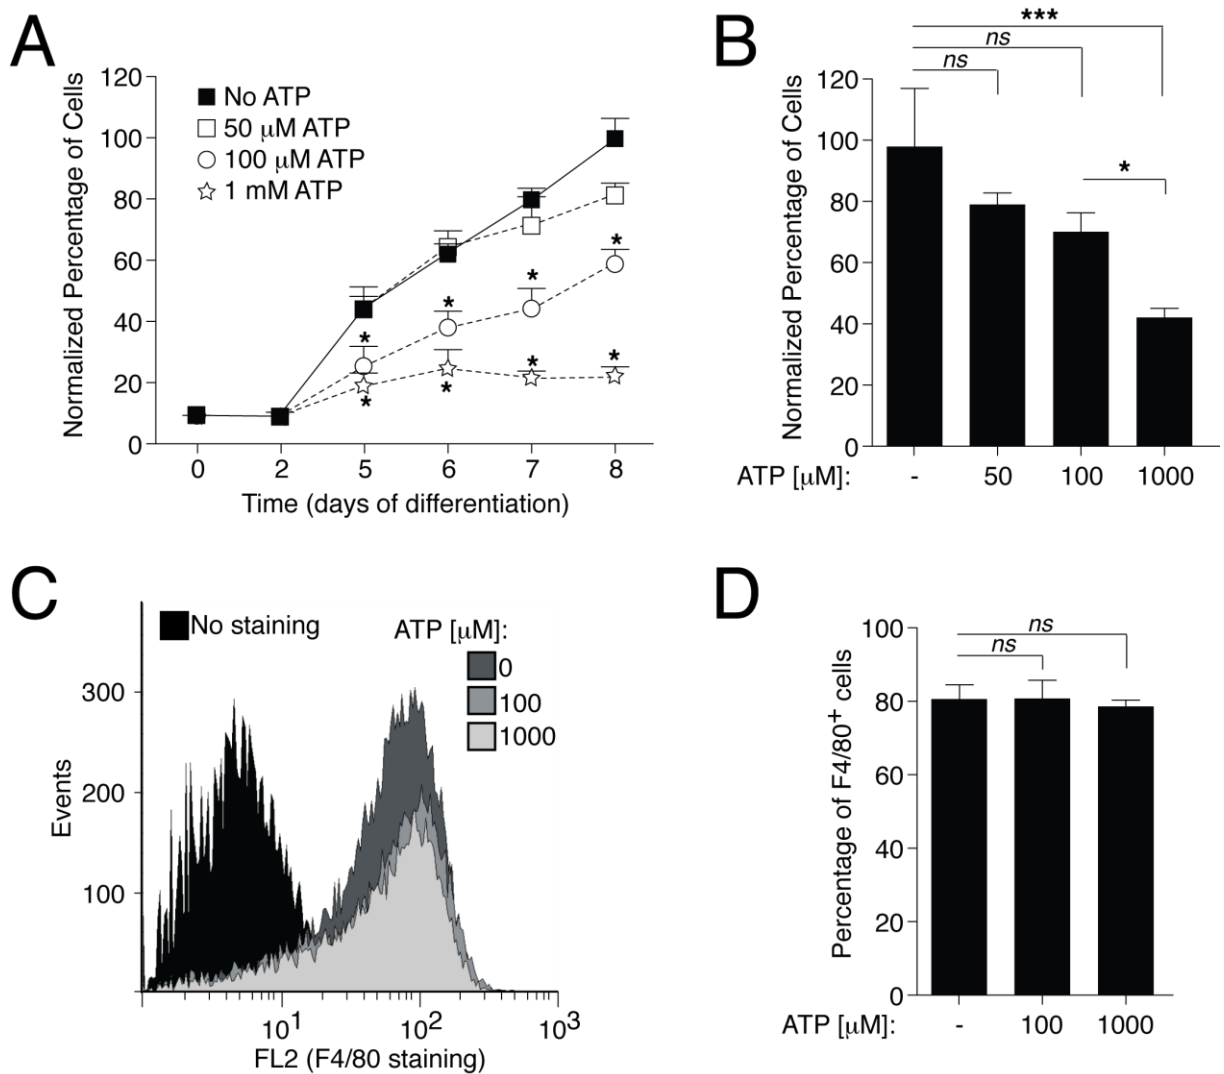 A
Normalized Percentage of Cells
120
100
80
60
40
20
0
No ATP
50 μM ATP
100 μM ATP
1 mM ATP
*
*
*
*
*
*
*
*
0 2 5 6 7 8
Time (days of differentiation)
B
Normalized Percentage of Cells
***
ns
ns
*
120
100
80
60
40
20
0
ATP [μM]: - 50 100 1000
C
No staining
ATP [μM]:
0
100
1000
Events
300
200
100
10¹ 10² 10³
FL2 (F4/80 staining)
D
Percentage of F4/80⁺ cells
ns
ns
100
80
60
40
20
0
ATP [μM]: - 100 1000